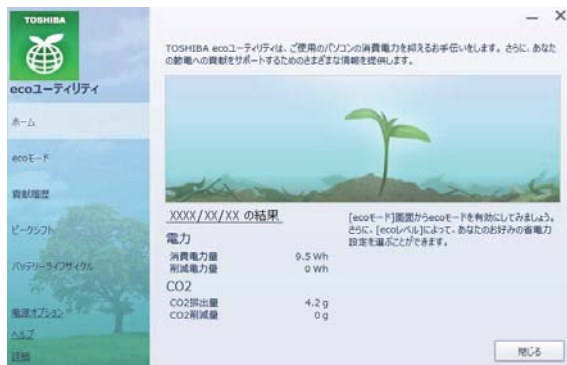 TOSHIBA
ecoユーティリティ
ホーム
ecoモード
貢献履歴
ピークシフト
バッテリーライフサイクル
電源オプション
ヘルプ
詳細
TOSHIBA ecoユーティリティは、ご使用のパソコンの消費電力を抑えるお手伝いをします。さらに、あなた
の節電への貢献をサポートするためのさまざまな情報を提供します。
XXXX/XX/XX の結果
電力
消費電力量 9.5 Wh
削減電力量 0 Wh
CO2
CO2排出量 4.2 g
CO2削減量 0 g
[ecoモード]画面からecoモードを有効にしてみましょう。
さらに、[ecoレベル]によって、あなたのお好みの省電力
設定を選ぶことができます。
閉じる